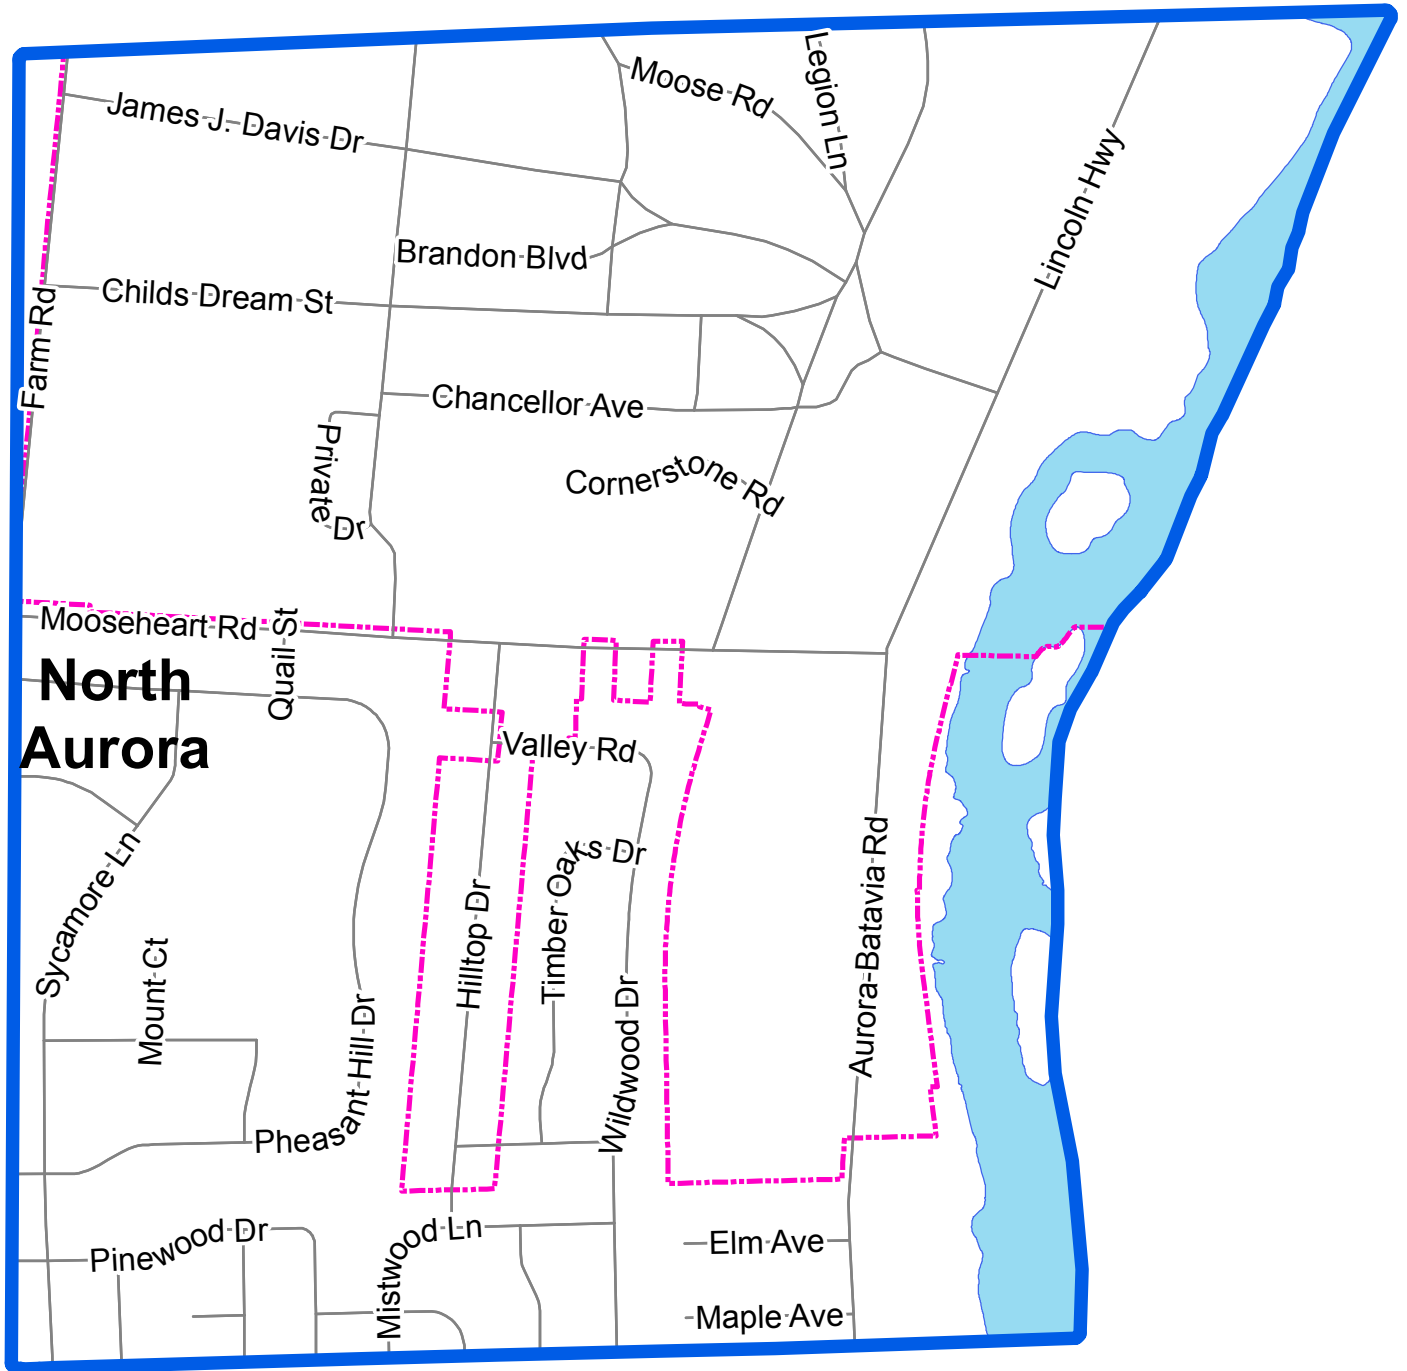 Moose Rd
Legion Ln
James J. Davis Dr
Lincoln Hwy
Brandon Blvd
Childs Dream St
Farm Rd
Chancellor Ave
Private Dr
Cornerstone Rd
Mooseheart Rd
Quail St
North
Aurora
Valley Rd
Timber Oaks Dr
Sycamore Ln
Aurora-Batavia Rd
Hilltop Dr
Mount Ct
Wildwood Dr
Pheasant Hill Dr
Pinewood Dr
Mistwood Ln
Elm Ave
Maple Ave